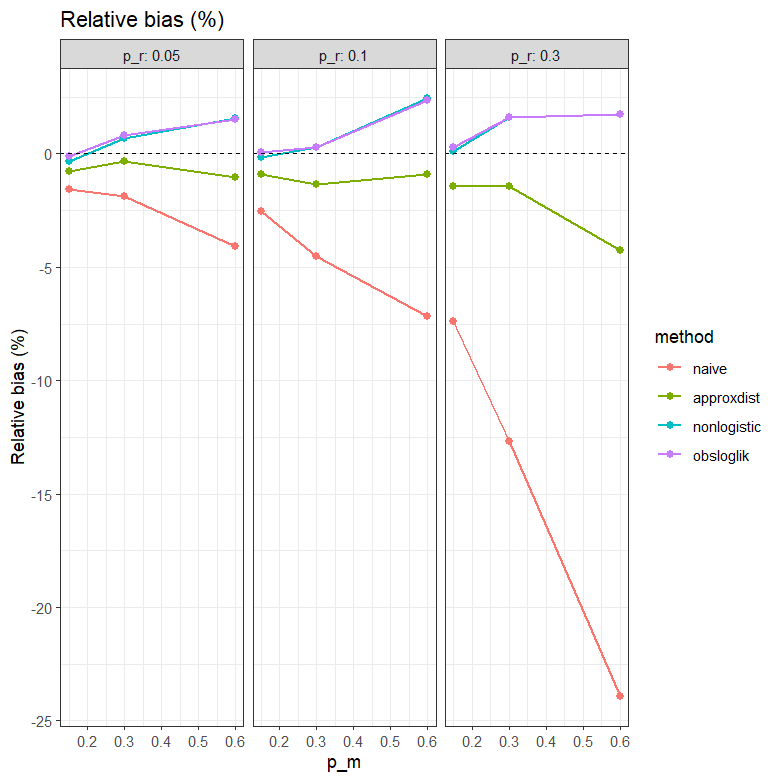 Relative bias (%)
p_r: 0.05
p_r: 0.1
p_r: 0.3
Relative bias (%)
0
-5
-10
-15
-20
-25
0.2 0.3 0.4 0.5 0.6
0.2 0.3 0.4 0.5 0.6
0.2 0.3 0.4 0.5 0.6
p_m
method
naive
approxdist
nonlogistic
obsloglik